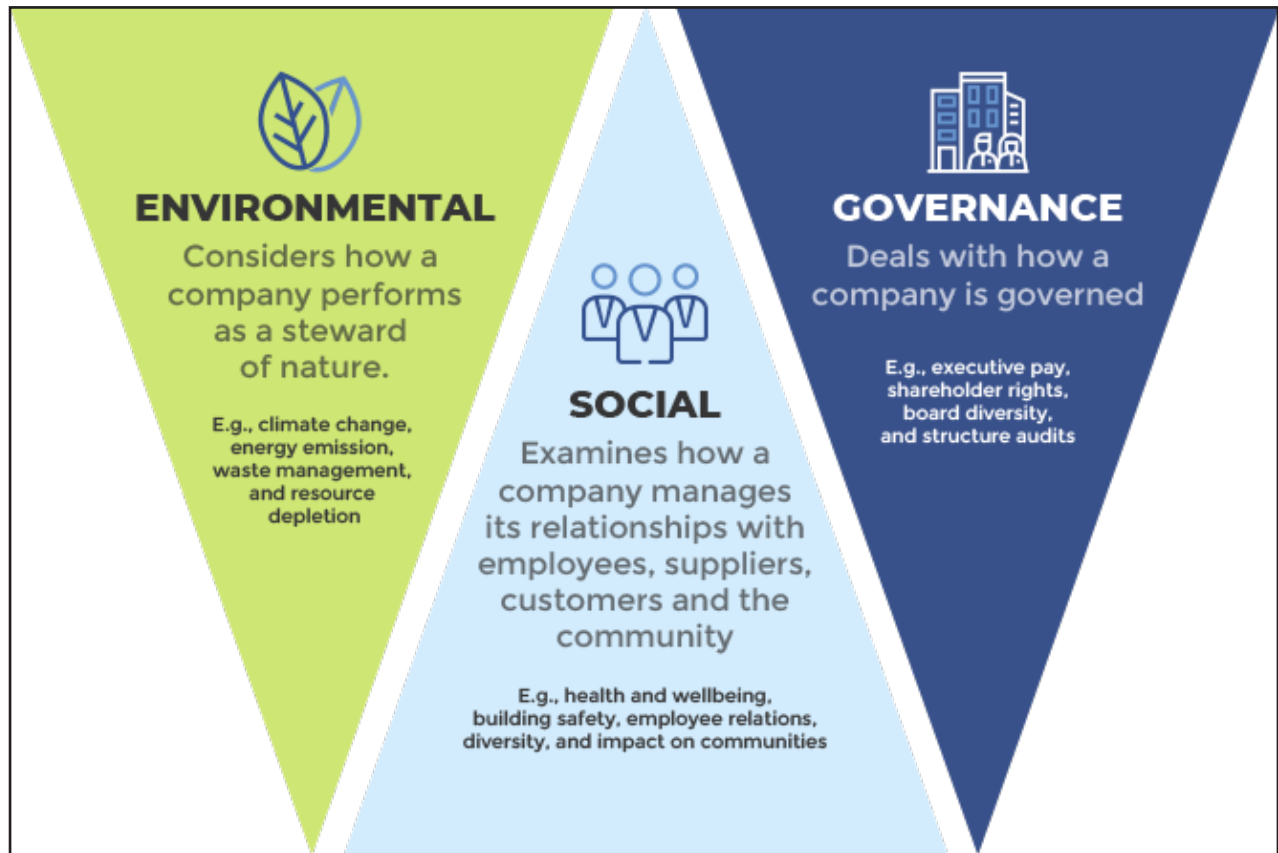 ENVIRONMENTAL
Considers how a
company performs
as a steward
of nature.
E.g., climate change,
energy emission,
waste management,
and resource
depletion
SOCIAL
Examines how a
company manages
its relationships with
employees, suppliers,
customers and the
community
E.g., health and wellbeing,
building safety, employee relations,
diversity, and impact on communities
GOVERNANCE
Deals with how a
company is governed
E.g., executive pay,
shareholder rights,
board diversity,
and structure audits